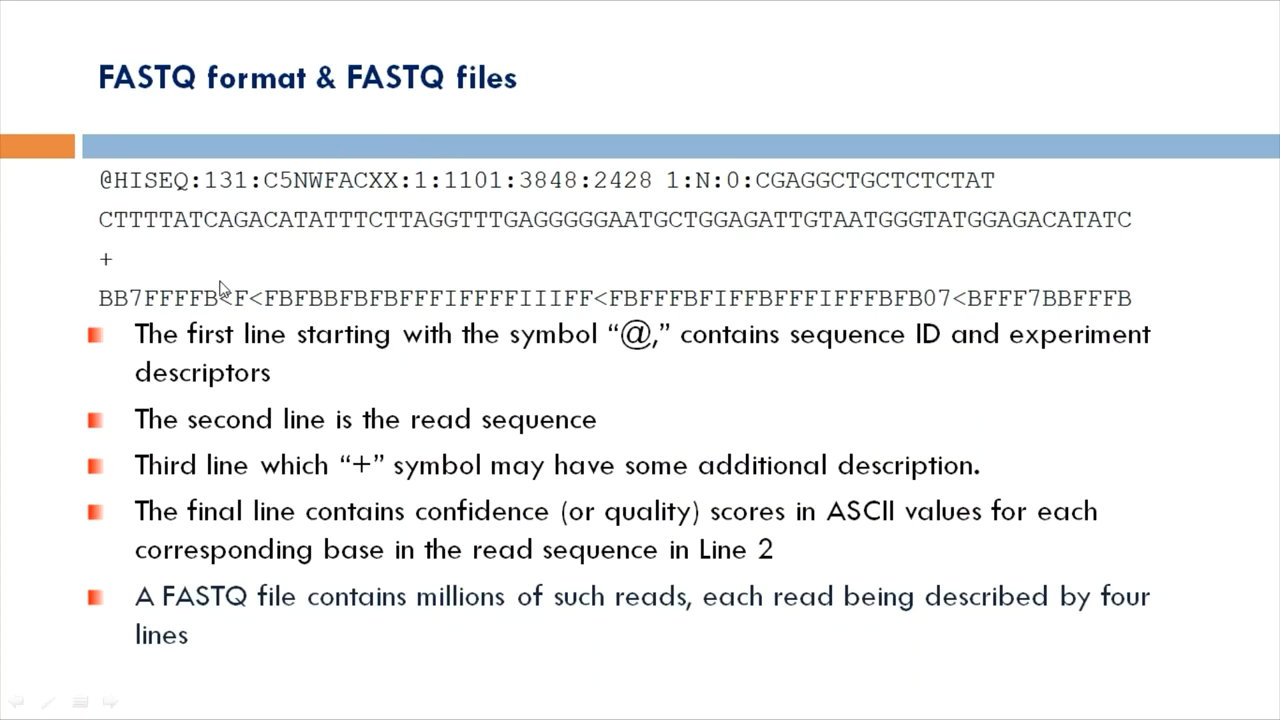 FASTQ format & FASTQ files
@HISEQ:131:C5NWFACXX:1:1101:3848:2428 1:N:0:CGAGGCTGCTCTCTAT
CTTTTATCAGACATATTTCTTAGGTTTGAGGGGGAATGCTGGAGATTGTAATGGGTATGGAGACATATC
+
BB7FFFFB<F<FBFBBFBFBFFFIFFFFIIIFF<FBFFFBFIFFBFFFIFFFBFB07<BFFF7BBFFFB
The first line starting with the symbol “@,” contains sequence ID and experiment
descriptors
The second line is the read sequence
Third line which “+” symbol may have some additional description.
The final line contains confidence (or quality) scores in ASCII values for each
corresponding base in the read sequence in Line 2
A FASTQ file contains millions of such reads, each read being described by four
lines